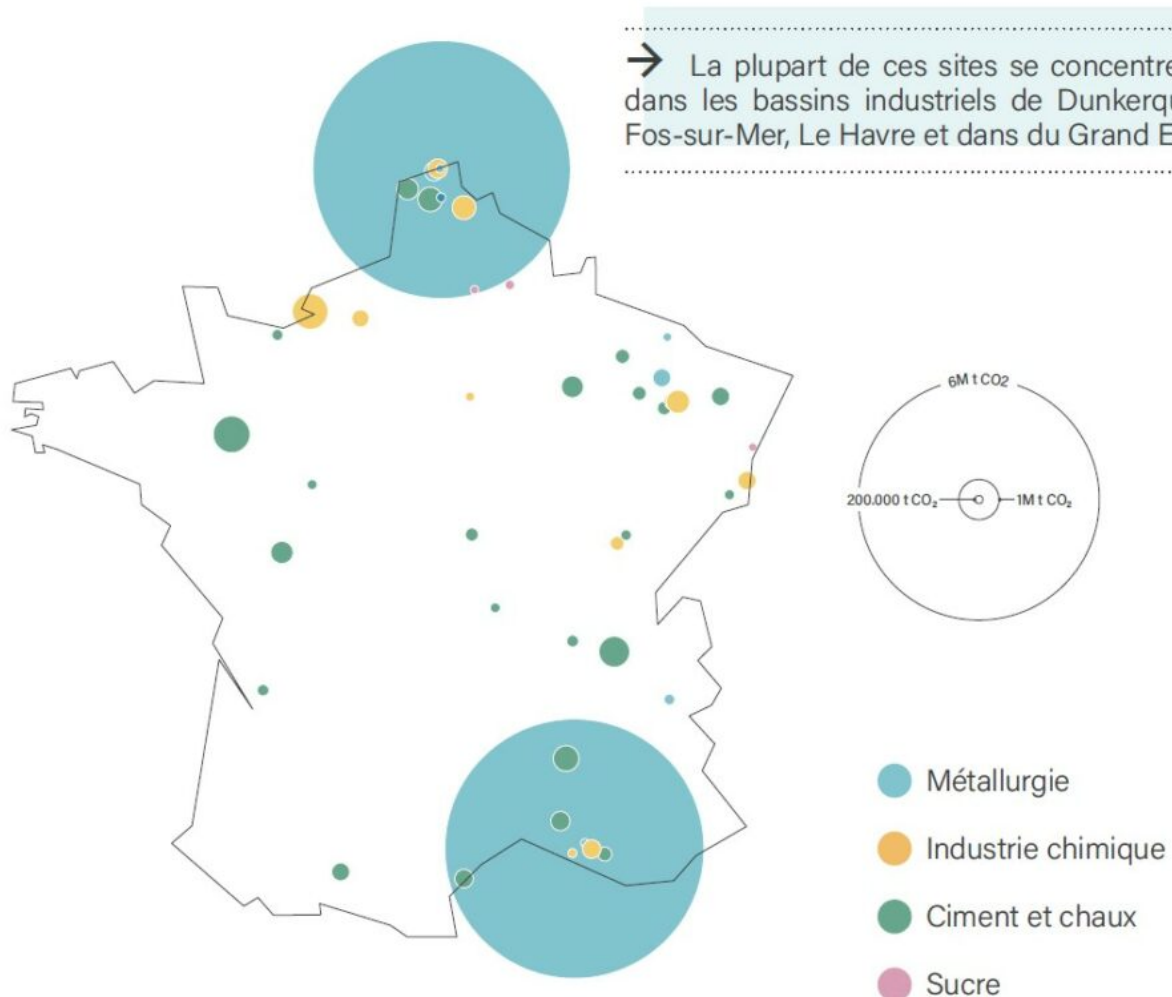 → La plupart de ces sites se concentre
dans les bassins industriels de Dunkerqu
Fos-sur-Mer, Le Havre et dans du Grand E
6M t CO2
200.000 t CO₂
1M t CO₂
Métallurgie
Industrie chimique
Ciment et chaux
Sucre